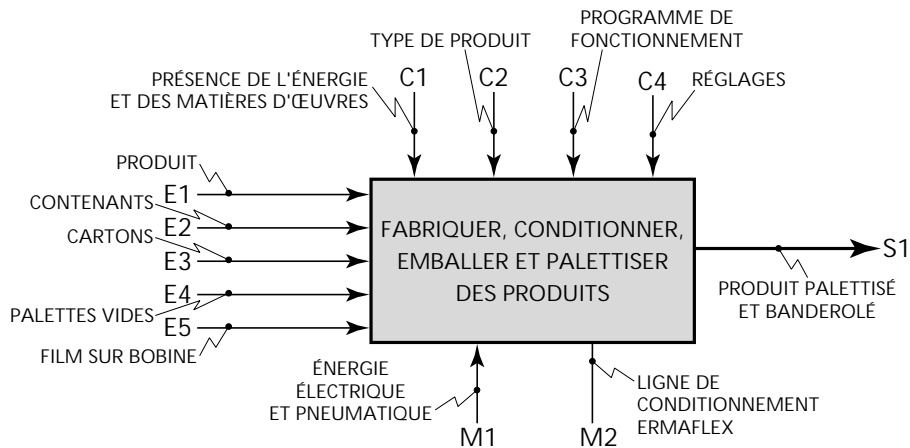 PROGRAMME DE
FONCTIONNEMENT
TYPE DE PRODUIT
PRÉSENCE DE L'ÉNERGIE
ET DES MATIÈRES D'ŒUVRES
C1
C2
C3
C4
RÉGLAGES
PRODUIT
E1
CONTENANTS
E2
CARTONS
E3
E4
PALETTES VIDES
E5
FILM SUR BOBINE
FABRIQUER, CONDITIONNER,
EMBALLER ET PALETTISER
DES PRODUITS
S1
PRODUIT PALETTISÉ
ET BANDEROLÉ
ÉNERGIE
ÉLECTRIQUE
ET PNEUMATIQUE
M1
LIGNE DE
CONDITIONNEMENT
ERMAFLEX
M2